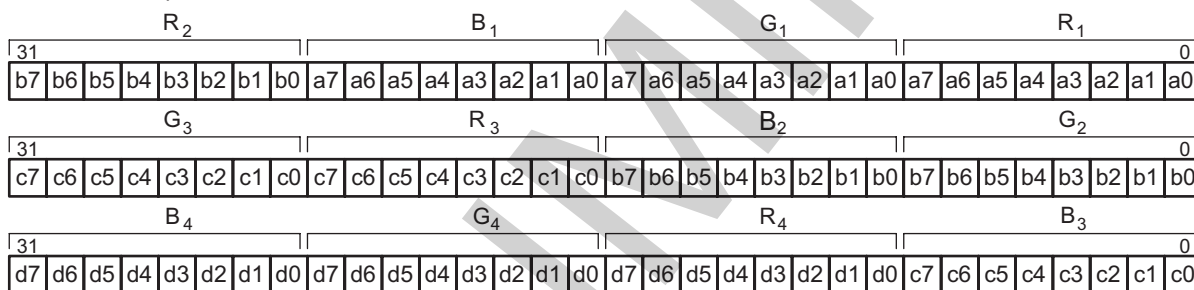 R2 B1 G1 R1
31 0
b7 b6 b5 b4 b3 b2 b1 b0 a7 a6 a5 a4 a3 a2 a1 a0 a7 a6 a5 a4 a3 a2 a1 a0 a7 a6 a5 a4 a3 a2 a1 a0
G3 R3 B2 G2
31 0
c7 c6 c5 c4 c3 c2 c1 c0 c7 c6 c5 c4 c3 c2 c1 c0 b7 b6 b5 b4 b3 b2 b1 b0 b7 b6 b5 b4 b3 b2 b1 b0
B4 G4 R4 B3
31 0
d7 d6 d5 d4 d3 d2 d1 d0 d7 d6 d5 d4 d3 d2 d1 d0 d7 d6 d5 d4 d3 d2 d1 d0 c7 c6 c5 c4 c3 c2 c1 c0